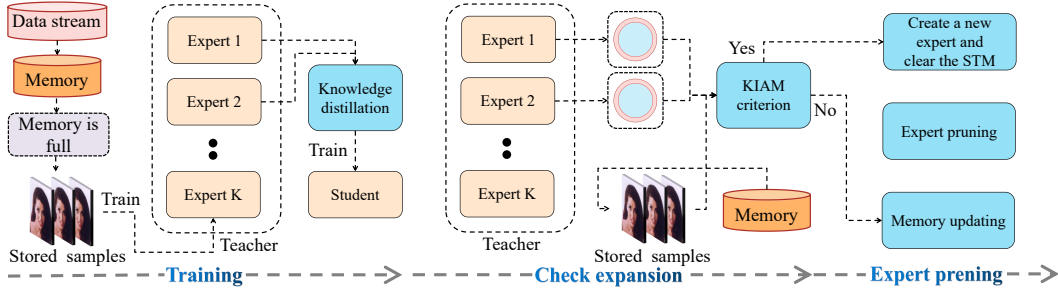 Data stream
Memory
Memory is
full
Stored samples
Train
Expert 1
Expert 2
Expert K
Teacher
Knowledge
distillation
Train
Student
Training
Expert 1
Expert 2
Expert K
Teacher
Stored samples
Memory
KIAM
criterion
Yes
No
Check expansion
Create a new
expert and
clear the STM
Expert pruning
Memory updating
Expert prening